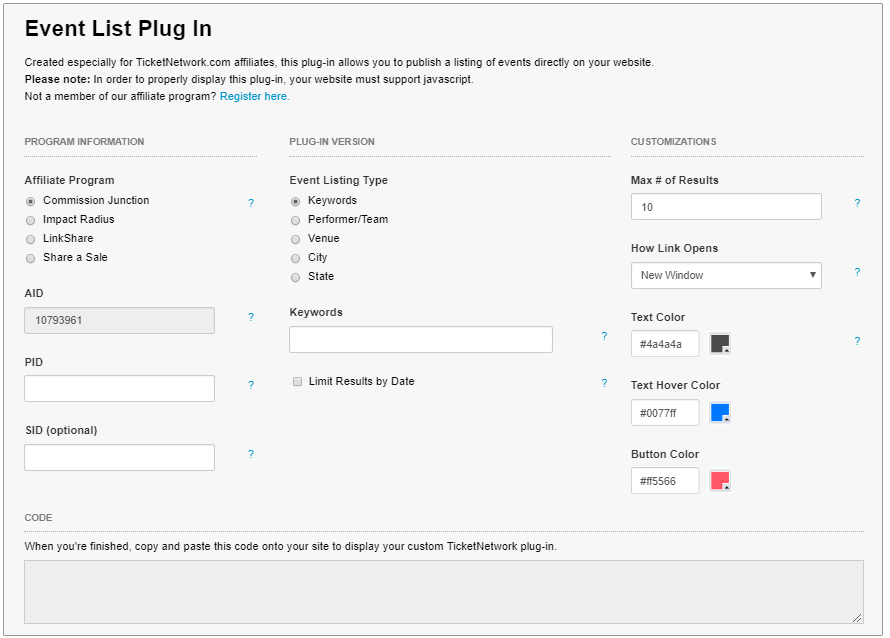 Event List Plug In
Created especially for TicketNetwork.com affiliates, this plug-in allows you to publish a listing of events directly on your website.
Please note: In order to properly display this plug-in, your website must support javascript.
Not a member of our affiliate program? Register here.
PROGRAM INFORMATION
Affiliate Program
Commission Junction
?
Impact Radius
LinkShare
Share a Sale
AID
10793961
?
PID
?
SID (optional)
?
PLUG-IN VERSION
Event Listing Type
Keywords
Performer/Team
Venue
City
State
Keywords
?
Limit Results by Date
?
CUSTOMIZATIONS
Max # of Results
10
?
How Link Opens
New Window
?
Text Color
#4a4a4a
?
Text Hover Color
#0077ff
Button Color
#ff5566
CODE
When you're finished, copy and paste this code onto your site to display your custom TicketNetwork plug-in.